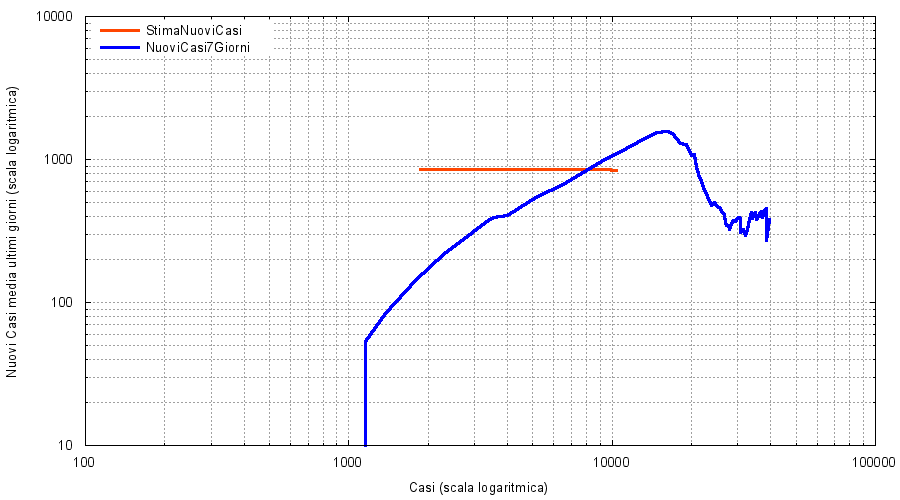 10000
StimaNuoviCasi
NuoviCasi7Giorni
1000
100
10
Nuovi Casi media ultimi giorni (scala logaritmica)
100
1000
10000
100000
Casi (scala logaritmica)